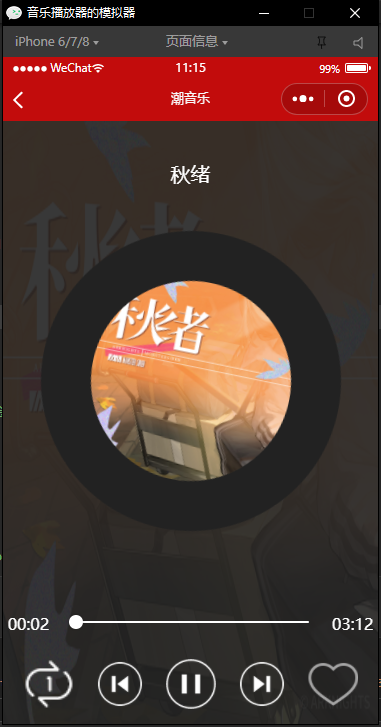 音乐播放器的模拟器
iPhone 6/7/8
页面信息
WeChat
11:15
99%
潮音乐
秋绪
秋绪
秋绪
00:02
03:12
1